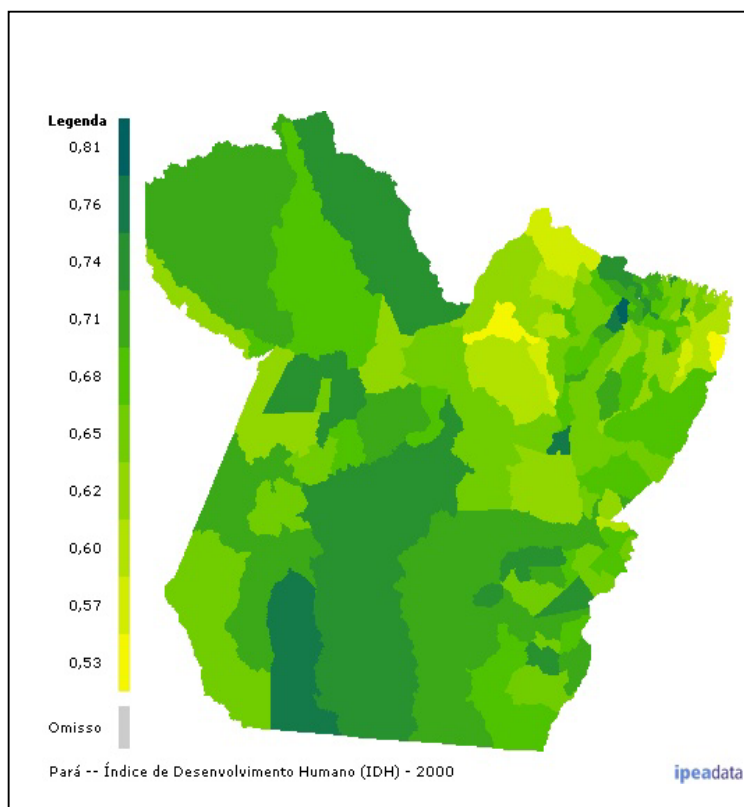 Legenda
0,81
0,76
0,74
0,71
0,68
0,65
0,62
0,60
0,57
0,53
Omisso
Pará -- Índice de Desenvolvimento Humano (IDH) - 2000
ipeadata